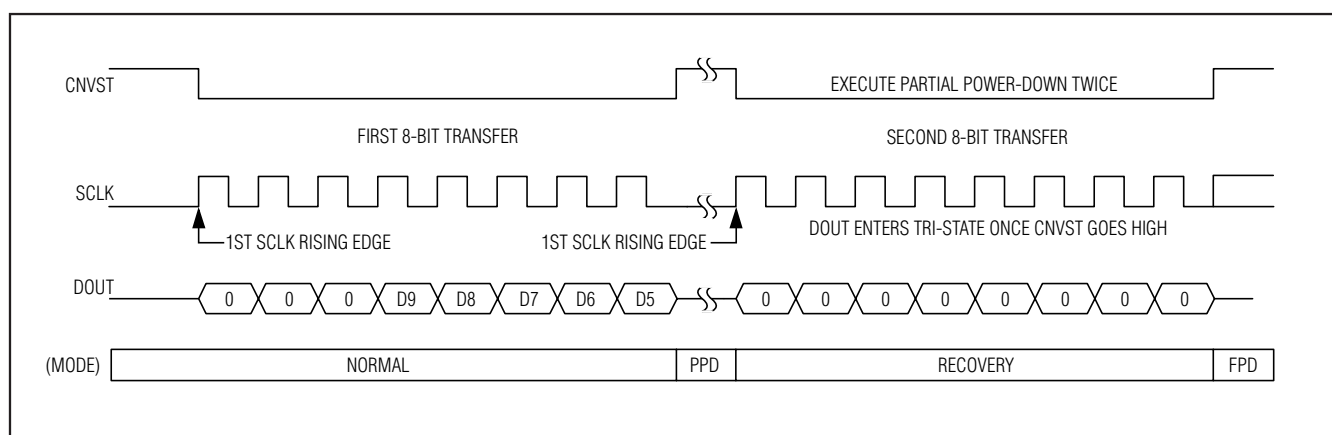 CNVST
EXECUTE PARTIAL POWER-DOWN TWICE
FIRST 8-BIT TRANSFER
SECOND 8-BIT TRANSFER
SCLK
1ST SCLK RISING EDGE
1ST SCLK RISING EDGE
DOUT ENTERS TRI-STATE ONCE CNVST GOES HIGH
DOUT
0 0 0 D9 D8 D7 D6 D5 0 0 0 0 0 0 0 0
(MODE) NORMAL PPD RECOVERY FPD